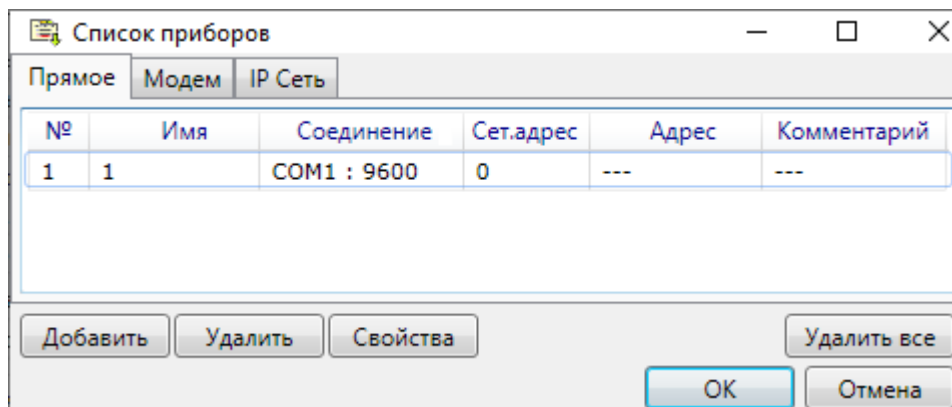 Список приборов
Прямое Модем IP Сеть
№ Имя Соединение Сет.адрес Адрес Комментарий
1 1 COM1 : 9600 0 --- ---
Добавить Удалить Свойства Удалить все
OK Отмена